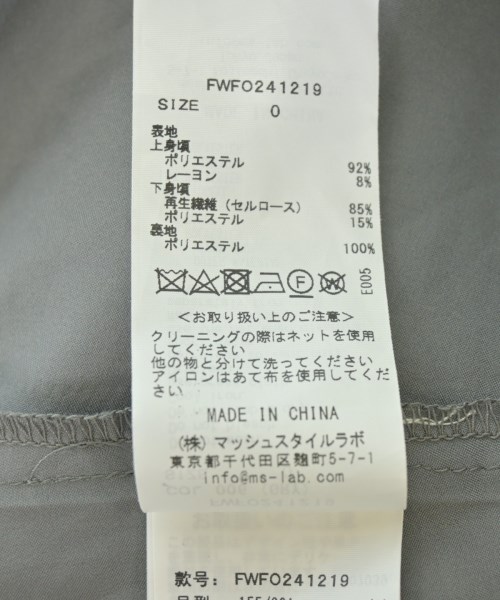 FWFO241219
SIZE 0
表地
上身頃
ポリエステル 92%
レーヨン 8%
下身頃
再生繊維(セルロース) 85%
ポリエステル 15%
裏地
ポリエステル 100%
E005
<お取り扱い上のご注意>
クリーニングの際はネットを使用
してください
他の物と分けて洗ってください
アイロンはあて布を使用してくだ
さい
MADE IN CHINA
(株)マッシュスタイルラボ
東京都千代田区麹町5-7-1
info@ms-lab.com
款号: FWFO241219